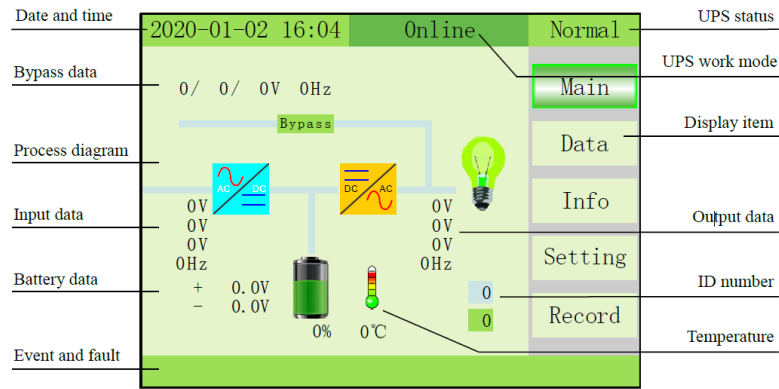 Date and time
2020-01-02 16:04
Online
Normal
UPS status
UPS work mode
Bypass data
0/ 0/ 0V 0Hz
Main
Bypass
Display item
Data
Process diagram
AC DC
DC AC
Info
Input data
0V
0V
0V
0Hz
0V
0V
0V
0Hz
Output data
Setting
Battery data
+ 0.0V
- 0.0V
0%
0℃
0
0
ID number
Record
Temperature
Event and fault